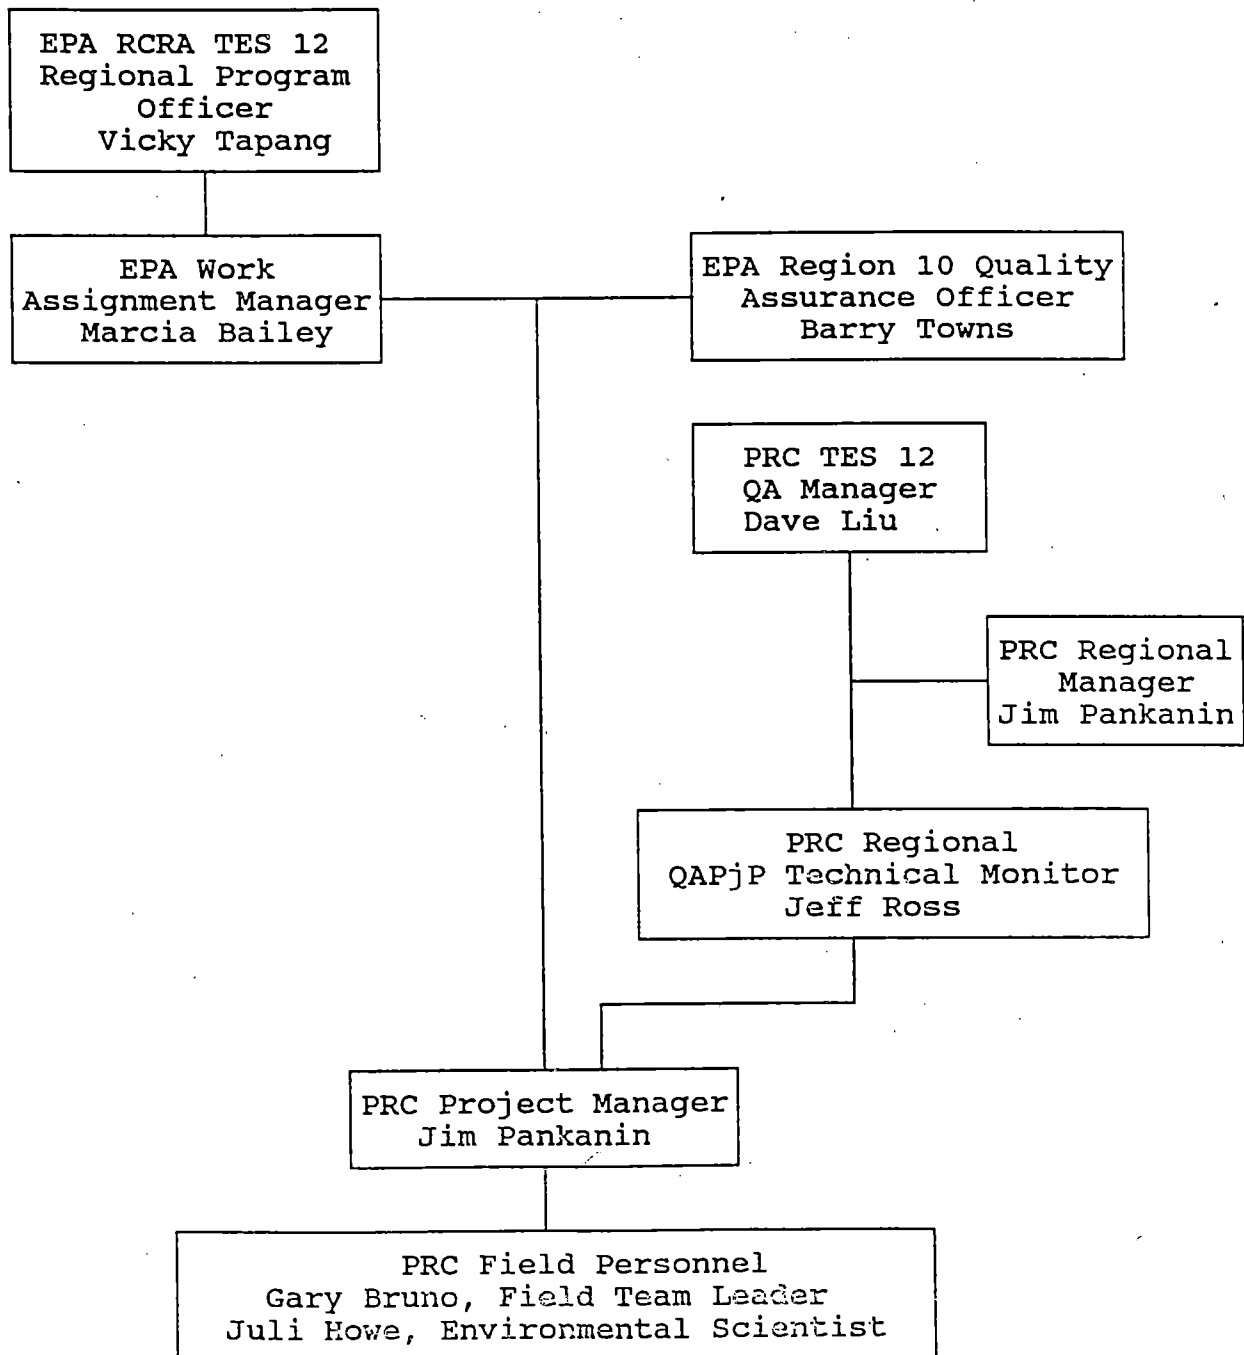 EPA RCRA TES 12
Regional Program
Officer
Vicky Tapang
EPA Work
Assignment Manager
Marcia Bailey
EPA Region 10 Quality
Assurance Officer
Barry Towns
PRC TES 12
QA Manager
Dave Liu
PRC Regional
Manager
Jim Pankanin
PRC Regional
QAPjP Technical Monitor
Jeff Ross
PRC Project Manager
Jim Pankanin
PRC Field Personnel
Gary Bruno, Field Team Leader
Juli Howe, Environmental Scientist